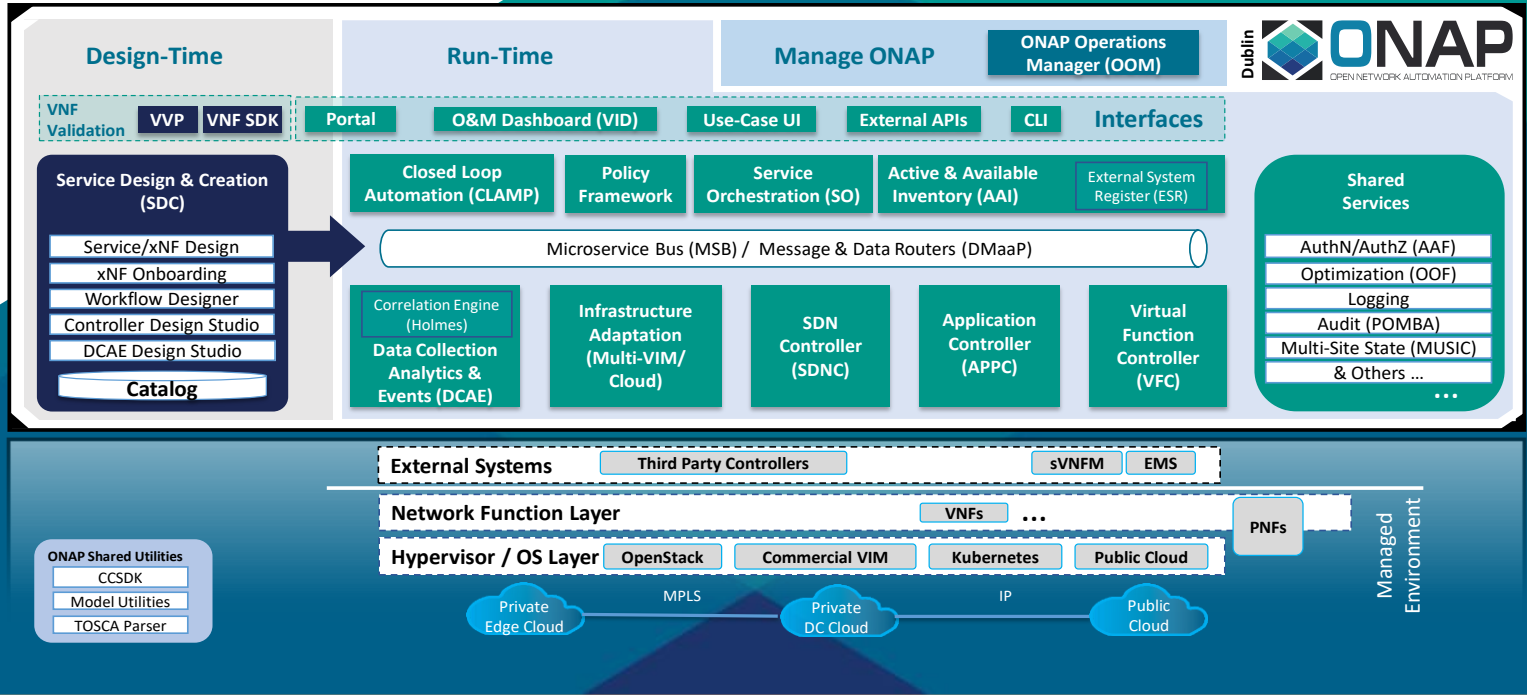 Design-Time
Run-Time
Manage ONAP
ONAP Operations
Manager (OOM)
Dublin
ONAP
OPEN NETWORK AUTOMATION PLATFORM
VNF
Validation
VVP
VNF SDK
Portal
O&M Dashboard (VID)
Use-Case UI
External APIs
CLI
Interfaces
Service Design & Creation
(SDC)
Service/xNF Design
xNF Onboarding
Workflow Designer
Controller Design Studio
DCAE Design Studio
Catalog
Closed Loop
Automation (CLAMP)
Policy
Framework
Service
Orchestration (SO)
Active & Available
Inventory (AAI)
External System
Register (ESR)
Microservice Bus (MSB) / Message & Data Routers (DMaaP)
Correlation Engine
(Holmes)
Data Collection
Analytics &
Events (DCAE)
Infrastructure
Adaptation
(Multi-VIM/
Cloud)
SDN
Controller
(SDNC)
Application
Controller
(APPC)
Virtual
Function
Controller
(VFC)
Shared
Services
AuthN/AuthZ (AAF)
Optimization (OOF)
Logging
Audit (POMBA)
Multi-Site State (MUSIC)
& Others ...
...
External Systems
Third Party Controllers
sVNFM
EMS
Network Function Layer
VNFs
...
PNFs
Hypervisor / OS Layer
OpenStack
Commercial VIM
Kubernetes
Public Cloud
Managed
Environment
ONAP Shared Utilities
CCSDK
Model Utilities
TOSCA Parser
Private
Edge Cloud
MPLS
Private
DC Cloud
IP
Public
Cloud